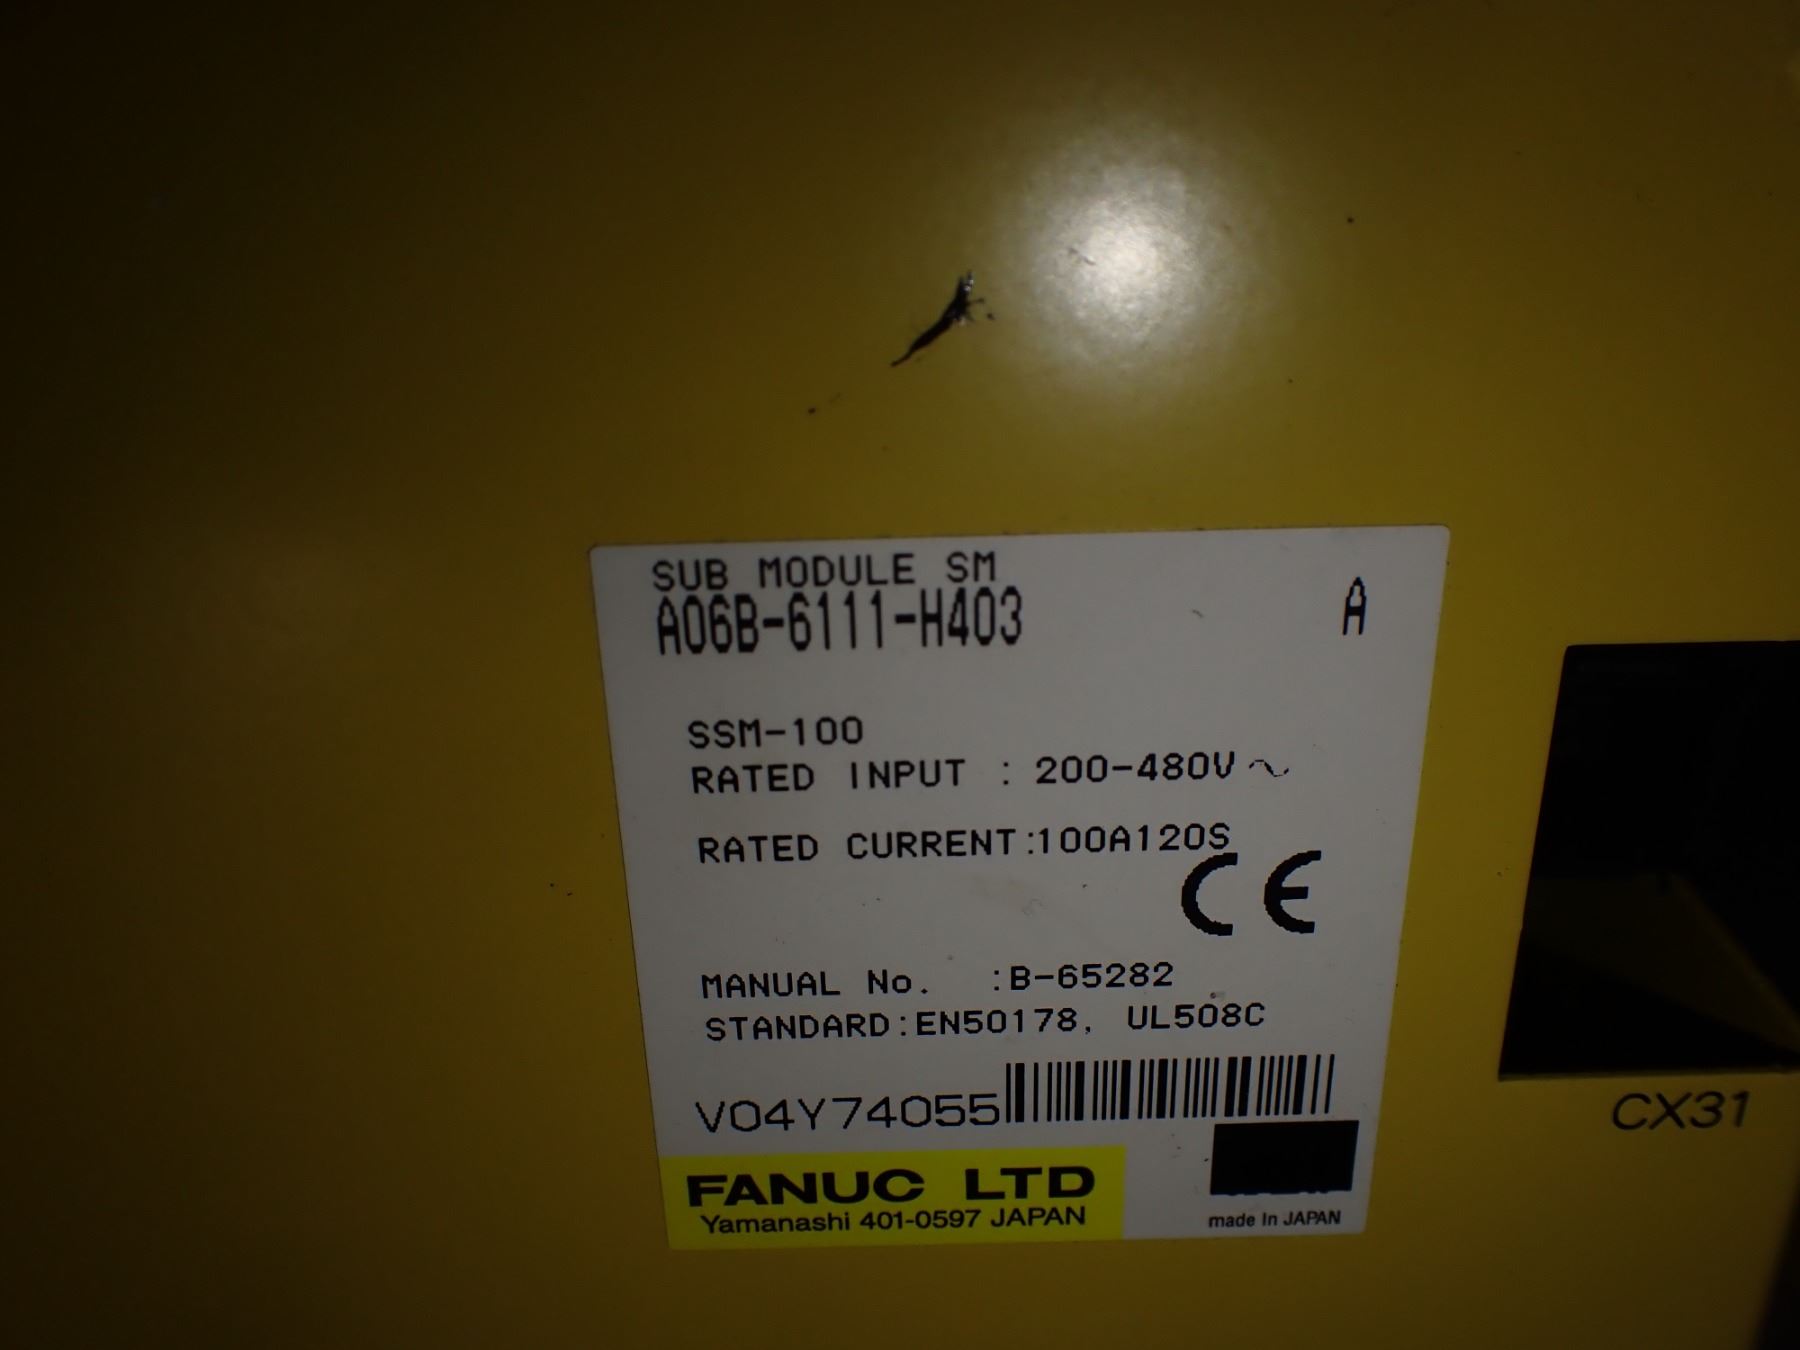 SUB MODULE SM
A06B-6111-H403 A
SSM-100
RATED INPUT : 200-480V~
RATED CURRENT:100A120S
CE
MANUAL No. :B-65282
STANDARD:EN50178, UL508C
V04Y74055
FANUC LTD
Yamanashi 401-0597 JAPAN
made in JAPAN
CX31